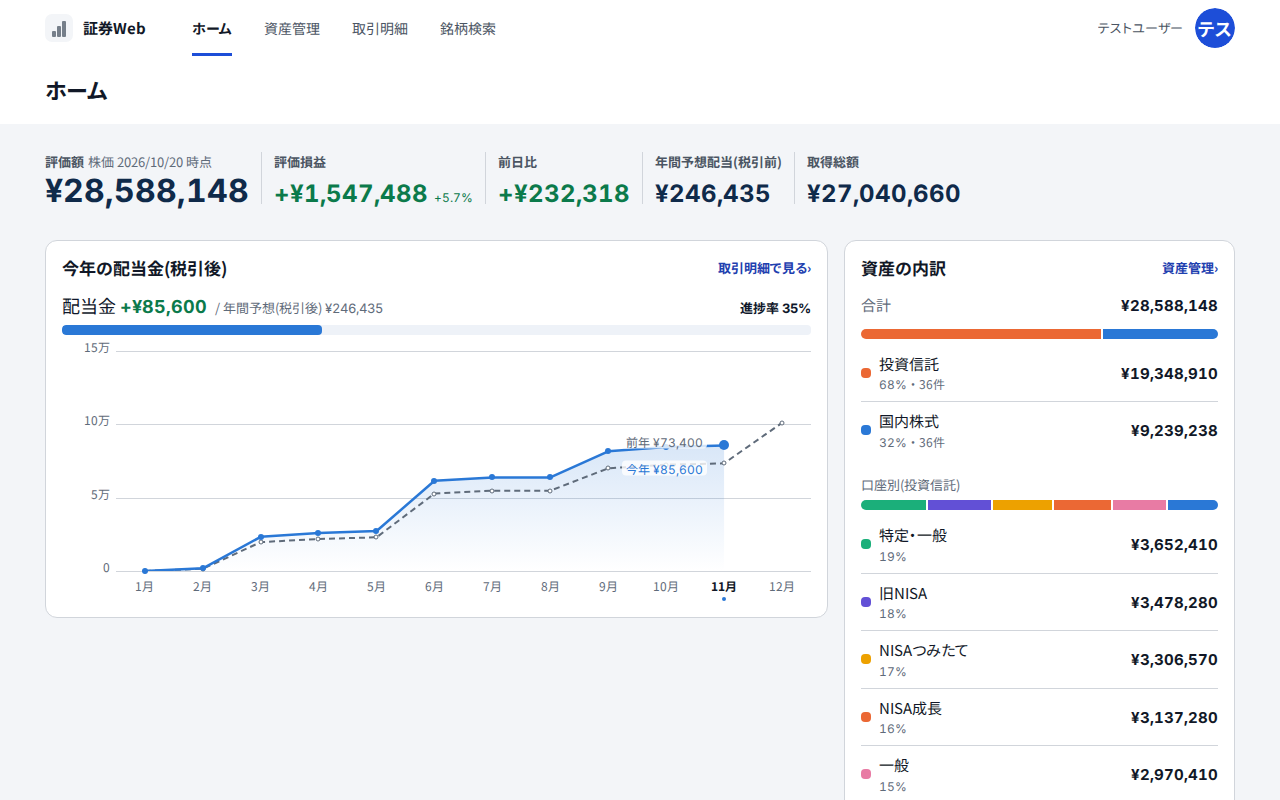 証券Web
ホーム
資産管理
取引明細
銘柄検索
テストユーザー
テス
ホーム
評価額 株価 2026/10/20 時点
¥28,588,148
評価損益
+¥1,547,488 +5.7%
前日比
+¥232,318
年間予想配当(税引前)
¥246,435
取得総額
¥27,040,660
今年の配当金(税引後)
取引明細で見る›
配当金 +¥85,600 / 年間予想(税引後) ¥246,435
進捗率 35%
15万
10万
5万
0
前年 ¥73,400
今年 ¥85,600
1月
2月
3月
4月
5月
6月
7月
8月
9月
10月
11月
12月
資産の内訳
資産管理›
合計
¥28,588,148
投資信託
68%・36件
¥19,348,910
国内株式
32%・36件
¥9,239,238
口座別(投資信託)
特定・一般
19%
¥3,652,410
旧NISA
18%
¥3,478,280
NISAつみたて
17%
¥3,306,570
NISA成長
16%
¥3,137,280
一般
15%
¥2,970,410